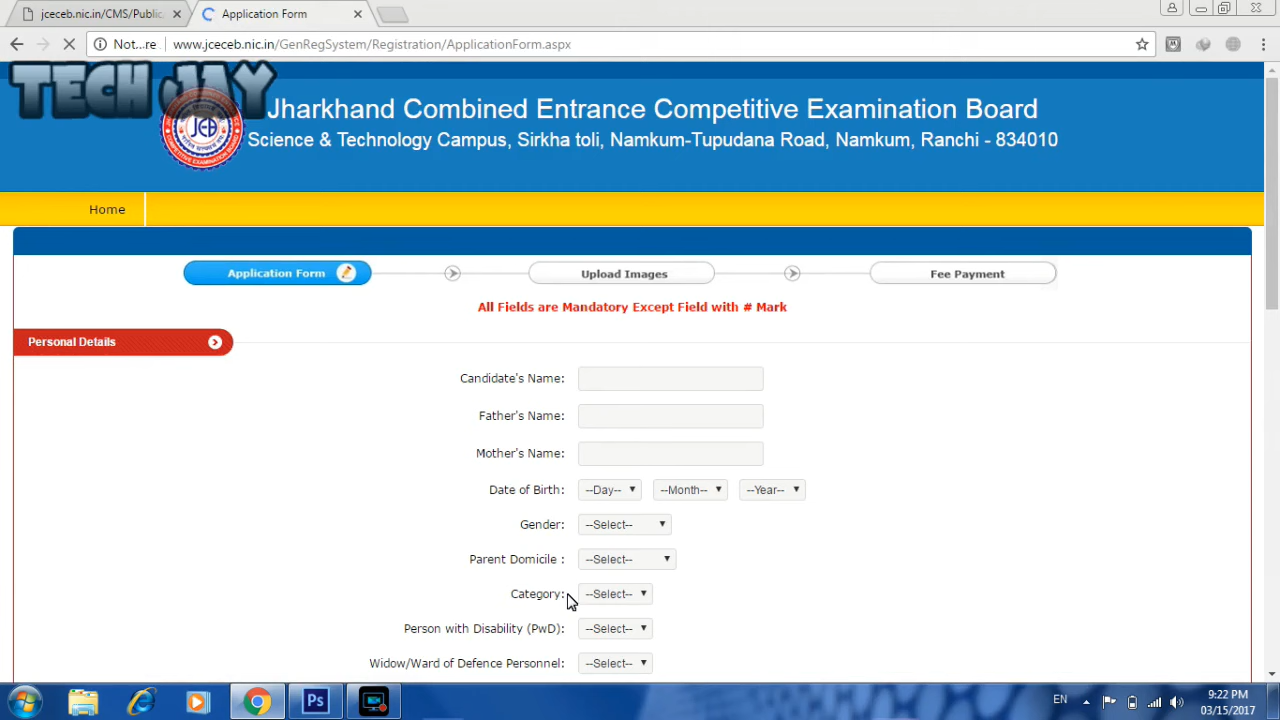 jceceb.nic.in/CMS/Public
Application Form
Not...re
www.jceceb.nic.in/GenRegSystem/Registration/ApplicationForm.aspx
TECH JAY
Jharkhand Combined Entrance Competitive Examination Board
Science & Technology Campus, Sirkha toli, Namkum-Tupudana Road, Namkum, Ranchi - 834010
Home
Application Form
Upload Images
Fee Payment
All Fields are Mandatory Except Field with # Mark
Personal Details
Candidate's Name:
Father's Name:
Mother's Name:
Date of Birth: --Day-- --Month-- --Year--
Gender: --Select--
Parent Domicile : --Select--
Category: --Select--
Person with Disability (PwD): --Select--
Widow/Ward of Defence Personnel: --Select--
Ps
EN
9:22 PM
03/15/2017